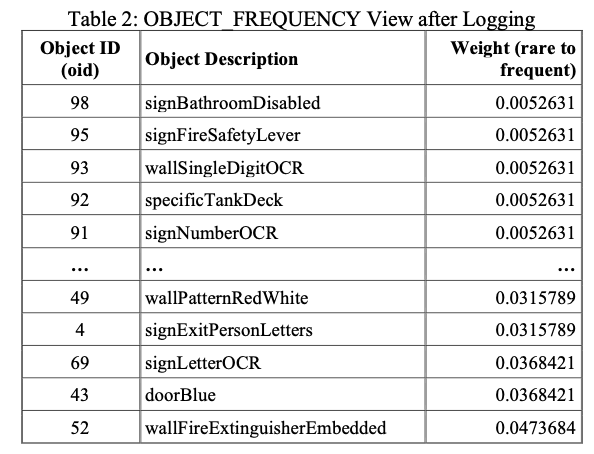 Table 2: OBJECT_FREQUENCY View after Logging
Object ID (oid) Object Description Weight (rare to frequent)
98 signBathroomDisabled 0.0052631
95 signFireSafetyLever 0.0052631
93 wallSingleDigitOCR 0.0052631
92 specificTankDeck 0.0052631
91 signNumberOCR 0.0052631
... ... ...
49 wallPatternRedWhite 0.0315789
4 signExitPersonLetters 0.0315789
69 signLetterOCR 0.0368421
43 doorBlue 0.0368421
52 wallFireExtinguisherEmbedded 0.0473684